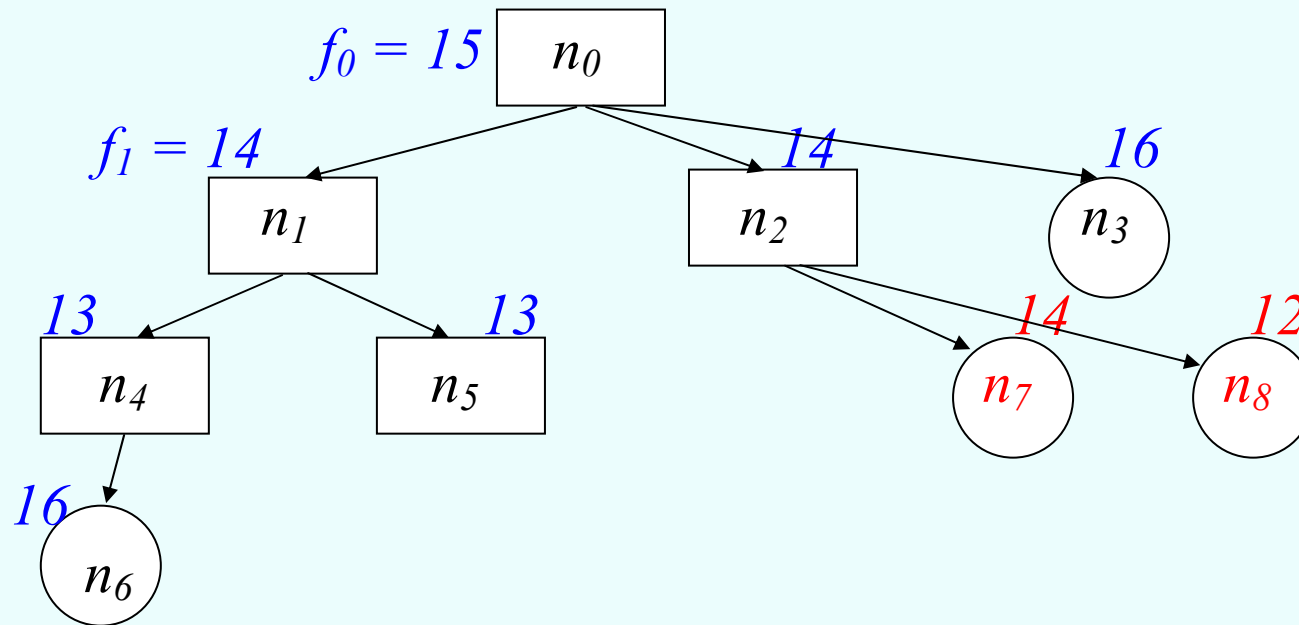 f₀ = 15 n₀
f₁ = 14 14 16
n₁ n₂ n₃
13 13 14 12
n₄ n₅ n₇ n₈
16
n₆